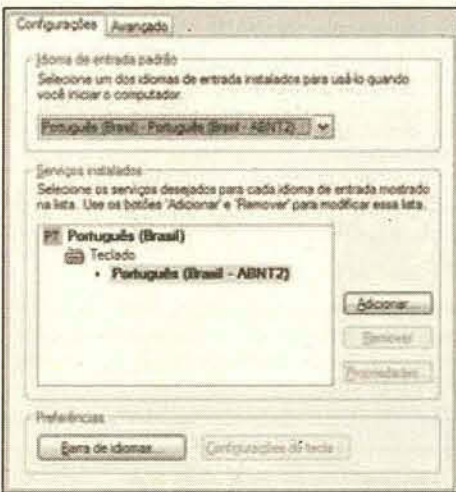 Configurações Avançado
Idioma de entrada padrão
Selecione um dos idiomas de entrada instalados para usá-lo quando
você iniciar o computador.
Português (Brasil) - Português (Brasil - ABNT2)
Serviços instalados
Selecione os serviços desejados para cada idioma de entrada mostrado
na lista. Use os botões 'Adicionar' e 'Remover' para modificar essa lista.
PT Português (Brasil)
Teclado
• Português (Brasil - ABNT2)
Adicionar...
Remover
Propriedades...
Preferências
Barra de idiomas... Configurações de tecla